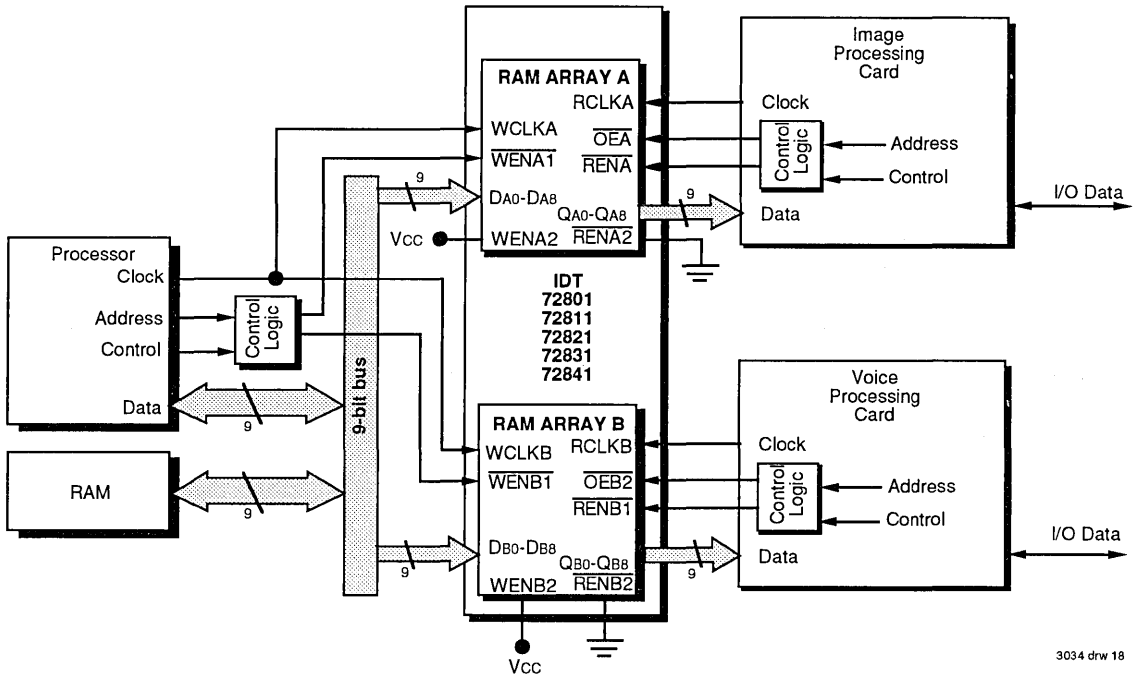 Image
Processing
Card
RAM ARRAY A
RCLKA
Clock
WCLKA
OEA
Control
Logic
Address
WENA1
RENA
Control
9
DA0-DA8
9
I/O Data
QA0-QA8
Data
VCC
WENA2
RENA2
Processor
Clock
IDT
72801
72811
72821
72831
72841
Address
Control
Logic
Control
9-bit bus
Data
9
Voice
Processing
Card
RAM ARRAY B
RCLKB
Clock
WCLKB
WENB1
OEB2
Control
Logic
Address
RAM
RENB1
Control
9
I/O Data
DB0-DB8
9
QB0-QB8
9
Data
WENB2
RENB2
VCC
3034 drw 18